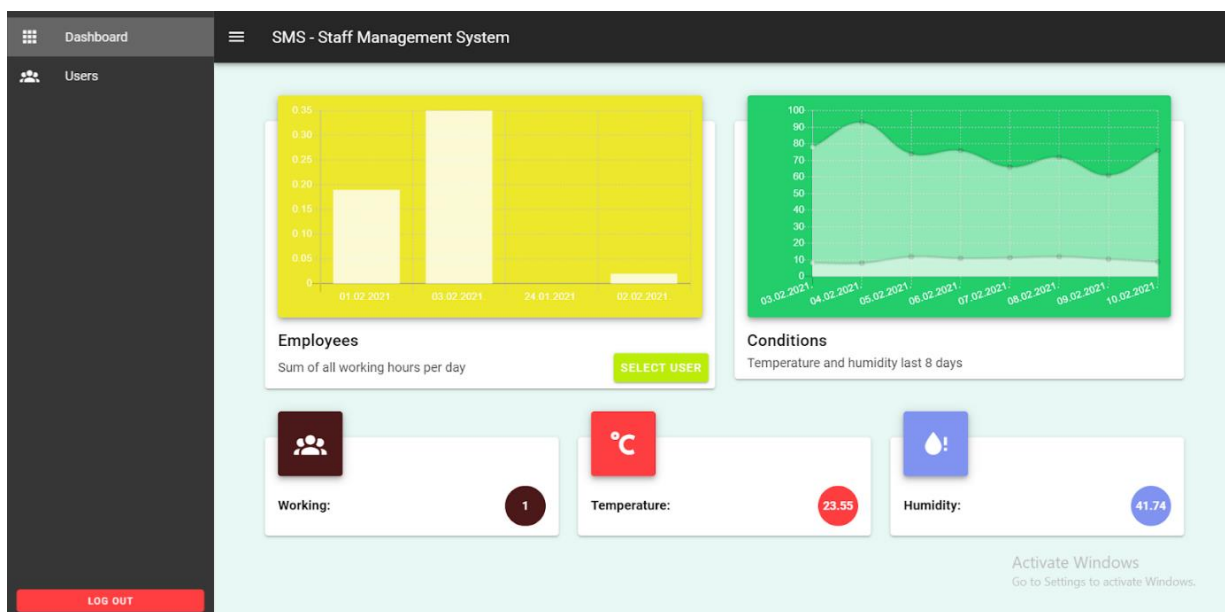 Dashboard
SMS - Staff Management System
Users
0.35
0.30
0.25
0.20
0.15
0.10
0.05
0
01.02.2021
03.02.2021
24.01.2021
02.02.2021
100
90
80
70
60
50
40
30
20
10
0
03.02.2021.
04.02.2021.
05.02.2021.
06.02.2021.
07.02.2021.
08.02.2021.
09.02.2021.
10.02.2021.
Employees
Sum of all working hours per day
SELECT USER
Conditions
Temperature and humidity last 8 days
°C
!
Working:
1
Temperature:
23.55
Humidity:
41.74
Activate Windows
Go to Settings to activate Windows.
LOG OUT